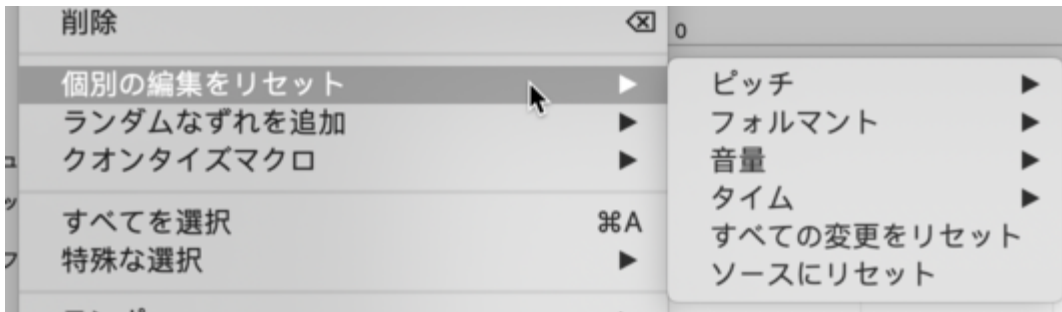 削除 ⌫
0
個別の編集をリセット ▶
ランダムなずれを追加 ▶
クオンタイズマクロ ▶
すべてを選択 ⌘A
特殊な選択 ▶
ピッチ ▶
フォルマント ▶
音量 ▶
タイム ▶
すべての変更をリセット
ソースにリセット